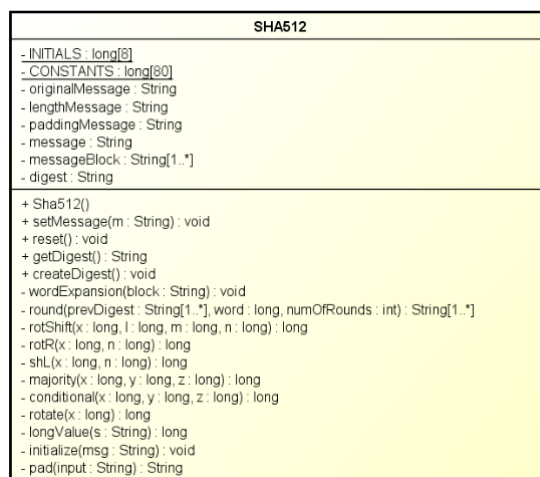 SHA512
- INITIALS : long[8]
- CONSTANTS : long[80]
- originalMessage : String
- lengthMessage : String
- paddingMessage : String
- message : String
- messageBlock : String[1..*]
- digest : String
+ Sha512()
+ setMessage(m : String) : void
+ reset() : void
+ getDigest() : String
+ createDigest() : void
- wordExpansion(block : String) : void
- round(prevDigest : String[1..*], word : long, numOfRounds : int) : String[1..*]
- rotShift(x : long, l : long, m : long, n : long) : long
- rotR(x : long, n : long) : long
- shL(x : long, n : long) : long
- majority(x : long, y : long, z : long) : long
- conditional(x : long, y : long, z : long) : long
- rotate(x : long) : long
- longValue(s : String) : long
- initialize(msg : String) : void
- pad(input : String) : String